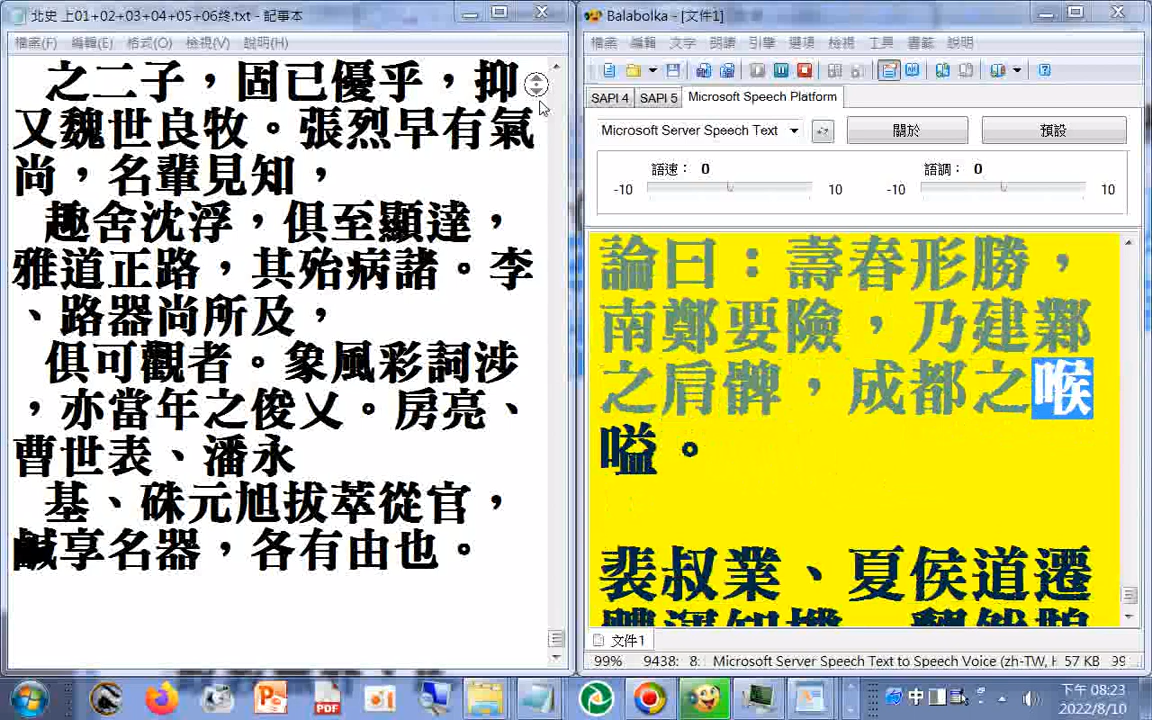 北史 上01+02+03+04+05+06终.txt - 記事本
檔案(F) 編輯(E) 格式(O) 檢視(V) 說明(H)
之二子，固已優乎，抑
又魏世良牧。張烈早有氣
尚，名輩見知，
趣舍沈浮，俱至顯達，
雅道正路，其殆病諸。李
、路器尚所及，
俱可觀者。象風彩詞涉
，亦當年之俊乂。房亮、
曹世表、潘永
基、硃元旭拔萃從官，
鹹享名器，各有由也。
Balabolka - [文件1]
檔案 編輯 文字 朗讀 引擎 選項 檢視 工具 書籤 說明
SAPI 4 SAPI 5 Microsoft Speech Platform
Microsoft Server Speech Text 關於 預設
語速： 0 語調： 0
-10 10 -10 10
論曰：壽春形勝，
南鄭要險，乃建鄴
之肩髀，成都之喉
嗌。
裴叔業、夏侯道遷
文件1
99% 9438: 8: Microsoft Server Speech Text to Speech Voice (zh-TW, H 57 KB 99
中 下午 08:23
2022/8/10